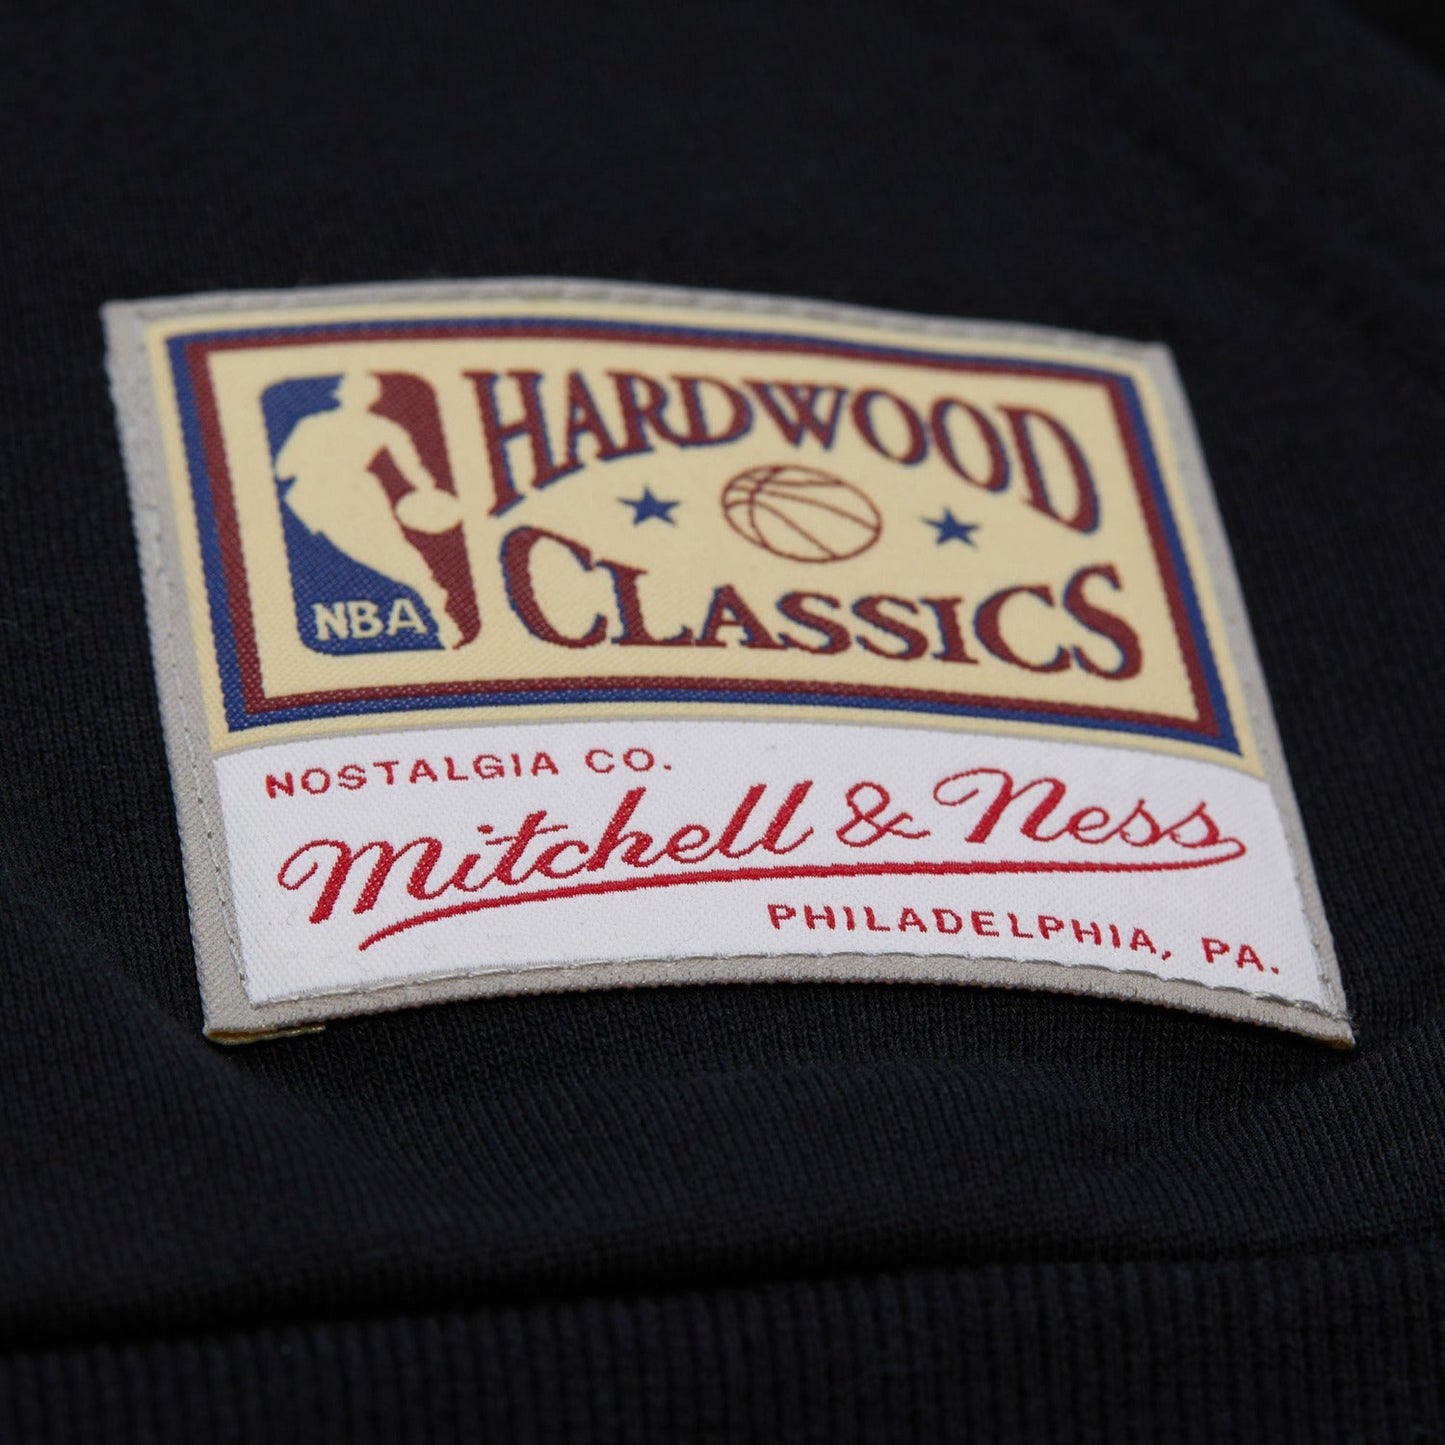 HARDWOOD
CLASSICS
NBA
NOSTALGIA CO.
Mitchell & Ness
PHILADELPHIA, PA.